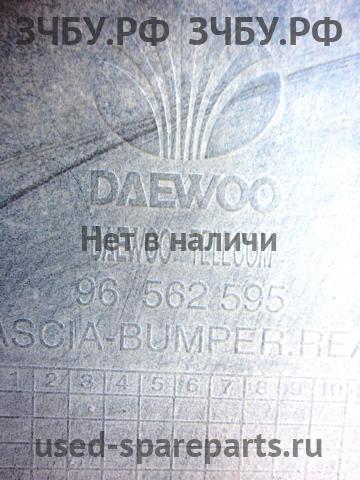 ЗЧБУ.РФ ЗЧБУ.РФ
DAEWOO
Нет в наличи
DAEWOO TELECOM
96 562 595
ASCIA-BUMPER.REA
1 2 3 4 5 6 7 8 9 10
used-spareparts.ru